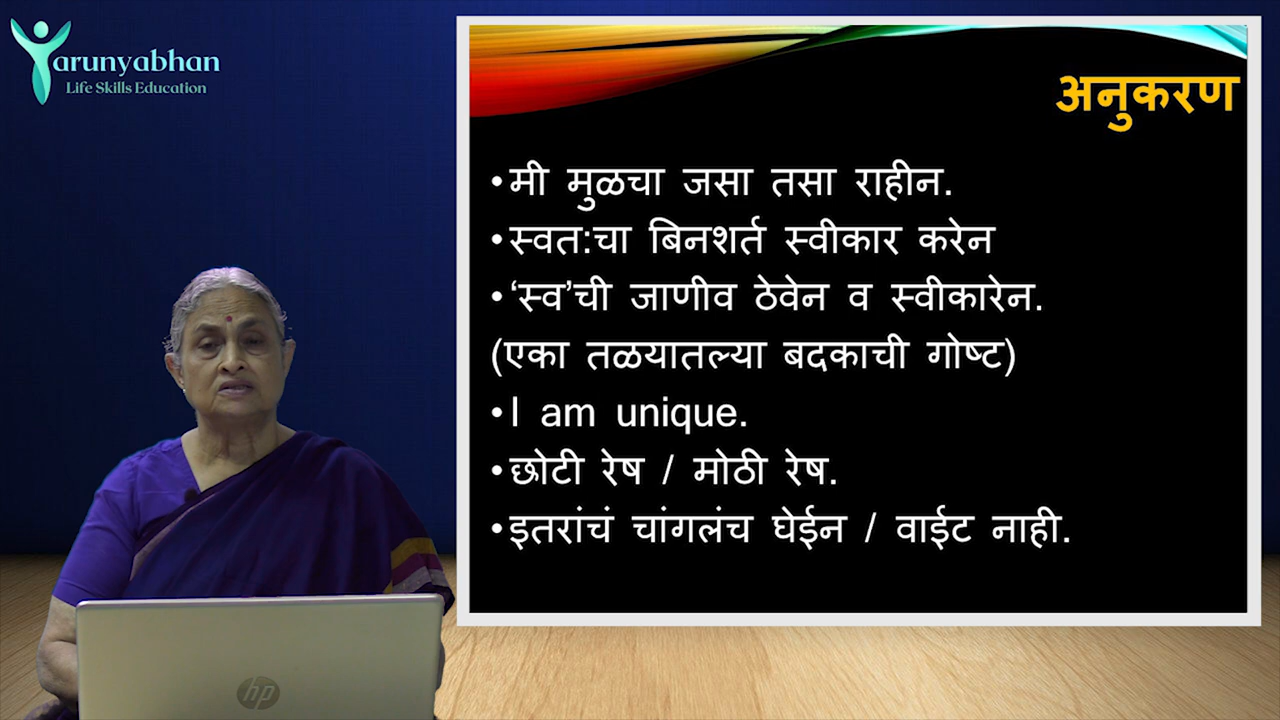 arunyabhan
Life Skills Education
अनुकरण
•मी मुळचा जसा तसा राहीन.
•स्वत:चा बिनशर्त स्वीकार करेन
•‘स्व’ची जाणीव ठेवेन व स्वीकारेन.
(एका तळयातल्या बदकाची गोष्ट)
•I am unique.
•छोटी रेष / मोठी रेष.
•इतरांचं चांगलंच घेईन / वाईट नाही.
hp